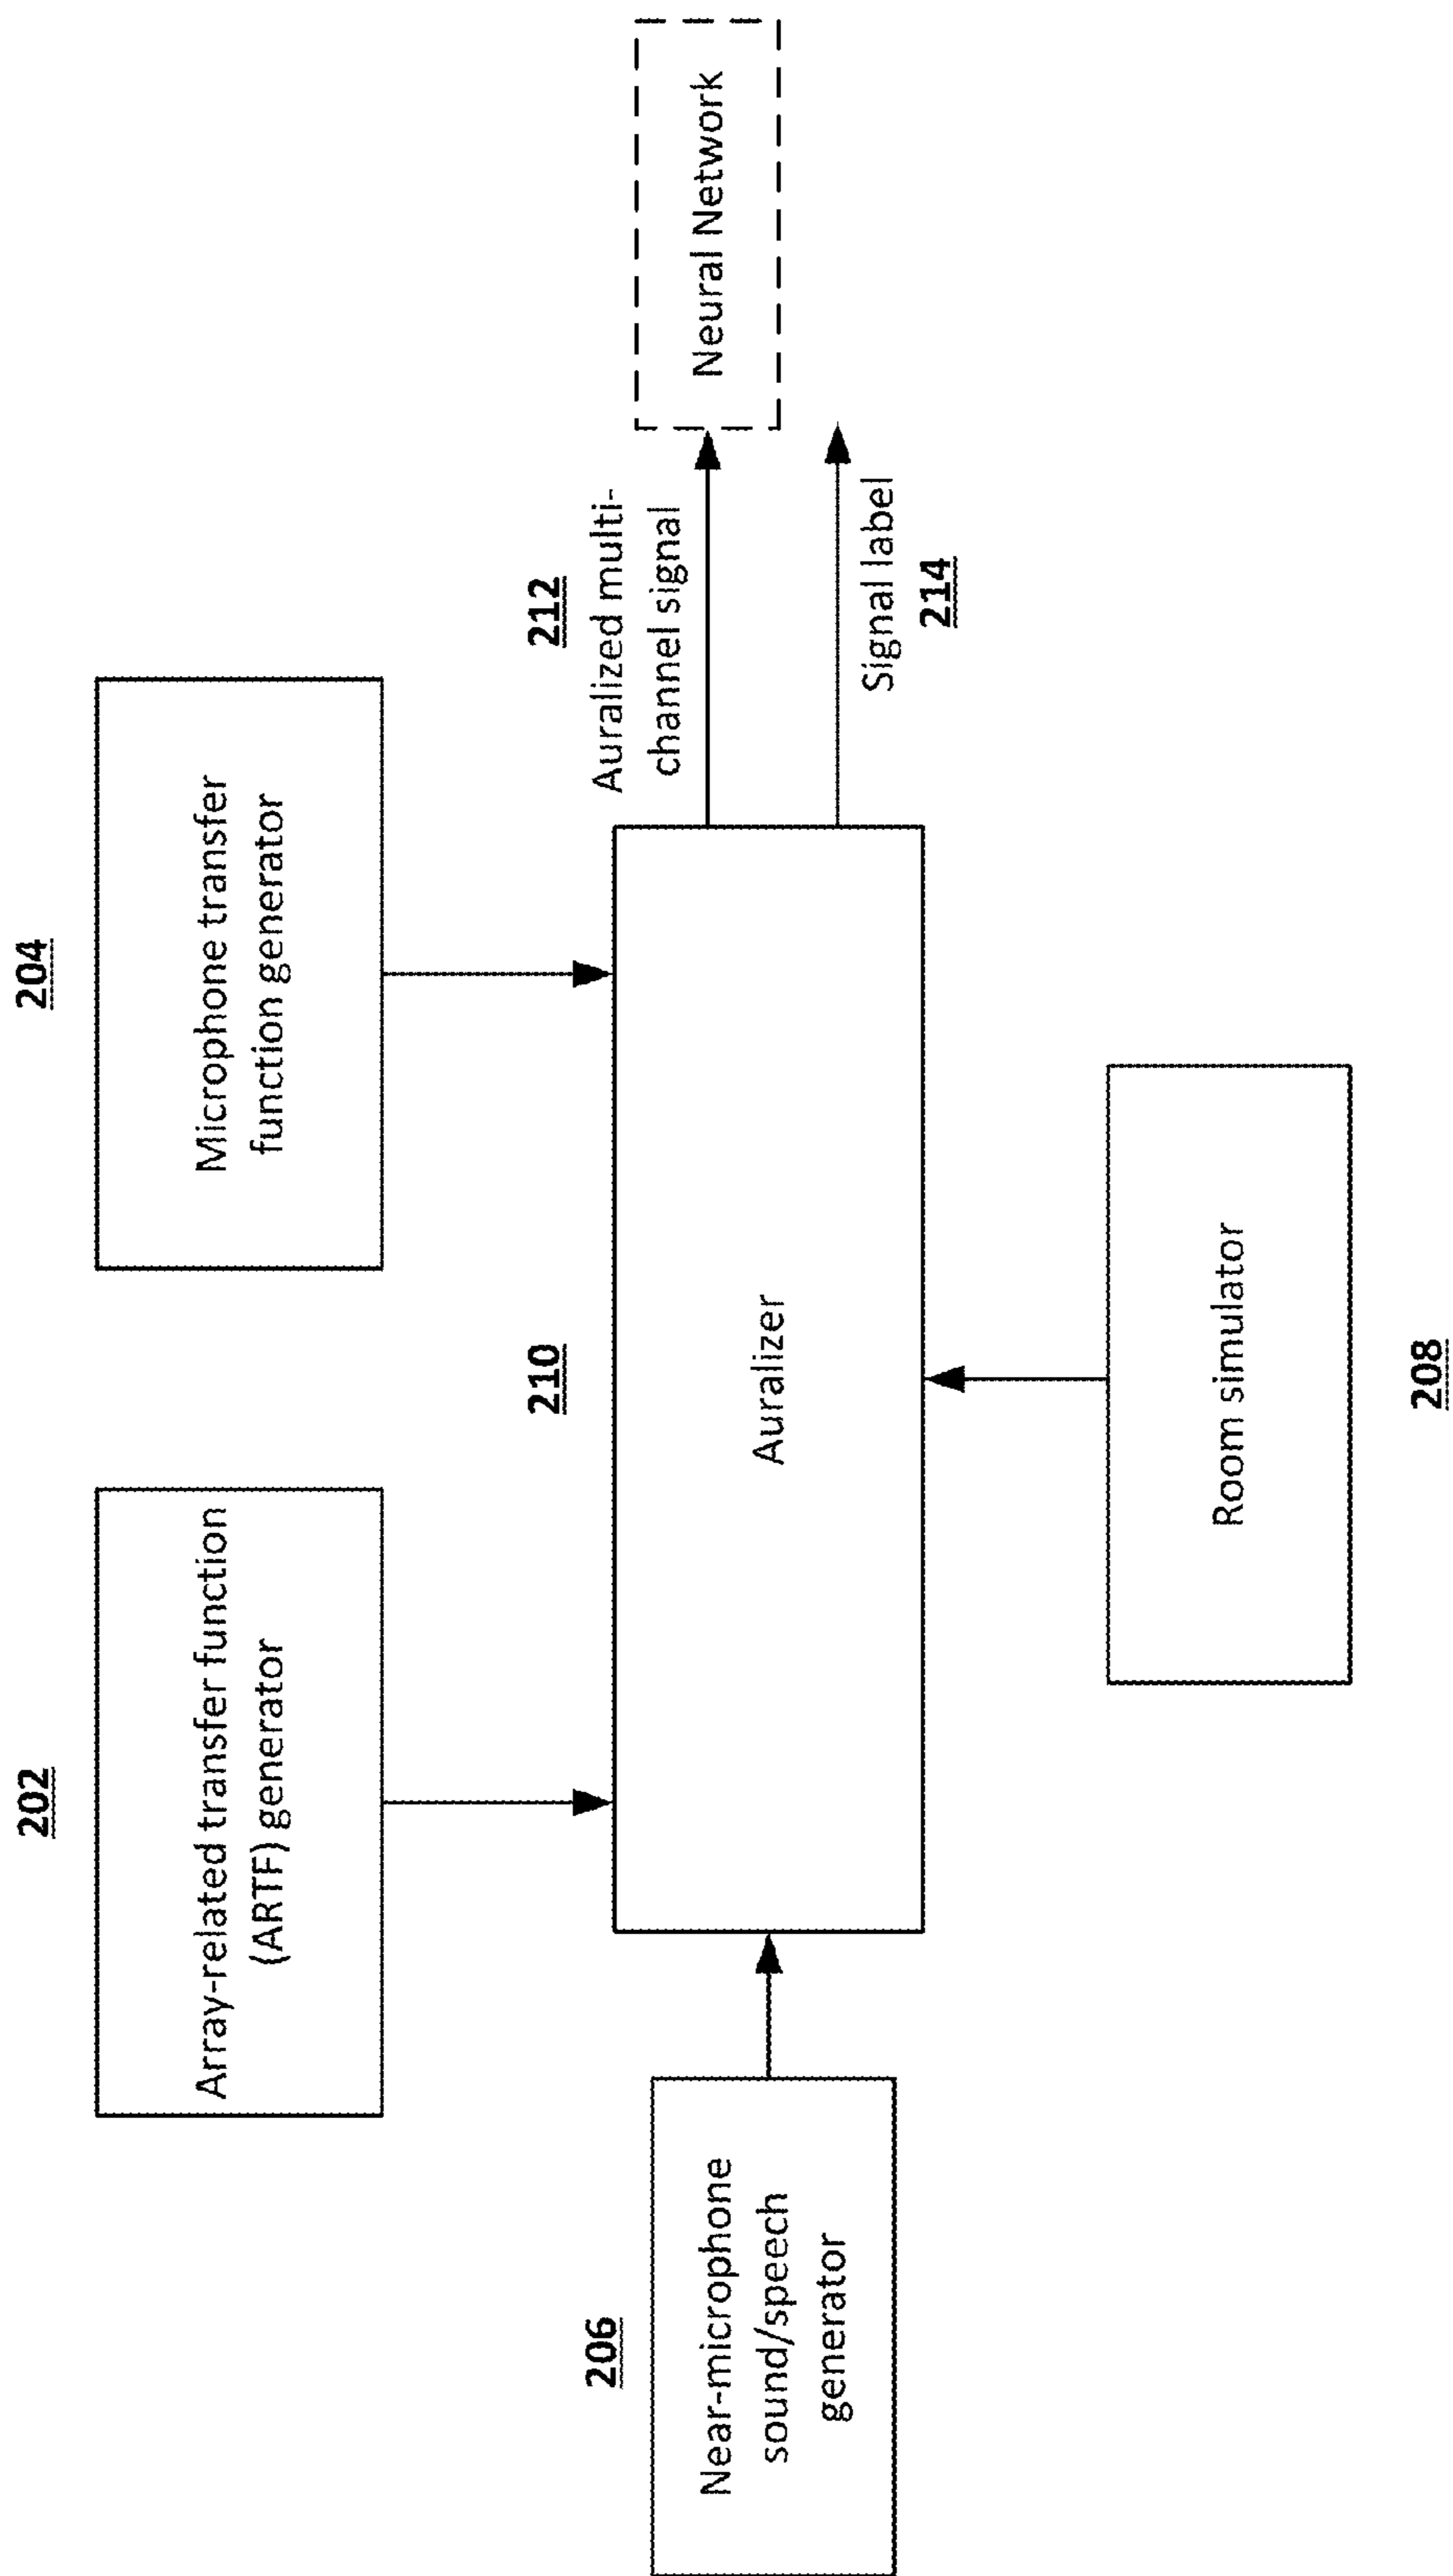 202
Array-related transfer function
(ARTF) generator
204
Microphone transfer
function generator
206
Near-microphone
sound/speech
generator
210
Auralizer
212
Auralized multi-
channel signal
Neural Network
Signal label
214
Room simulator
208